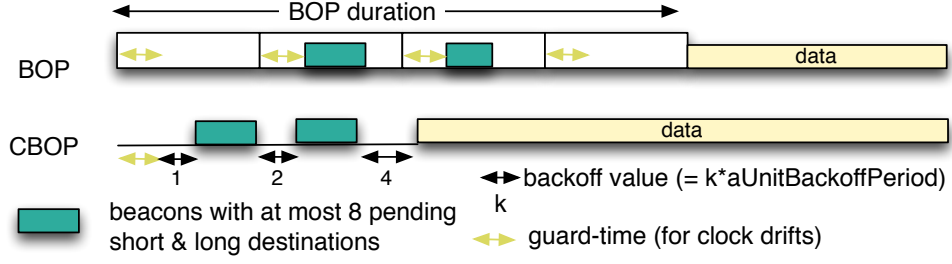 BOP duration
BOP
data
CBOP
data
1
2
4
backoff value (= k*aUnitBackoffPeriod)
k
beacons with at most 8 pending
short & long destinations
guard-time (for clock drifts)